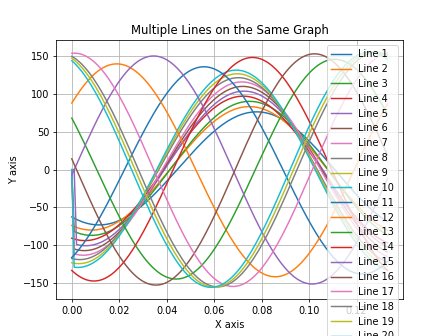 Multiple Lines on the Same Graph
Y axis
150
100
50
0
−50
−100
−150
0.00
0.02
0.04
0.06
0.08
0.10
X axis
Line 1
Line 2
Line 3
Line 4
Line 5
Line 6
Line 7
Line 8
Line 9
Line 10
Line 11
Line 12
Line 13
Line 14
Line 15
Line 16
Line 17
Line 18
Line 19
Line 20